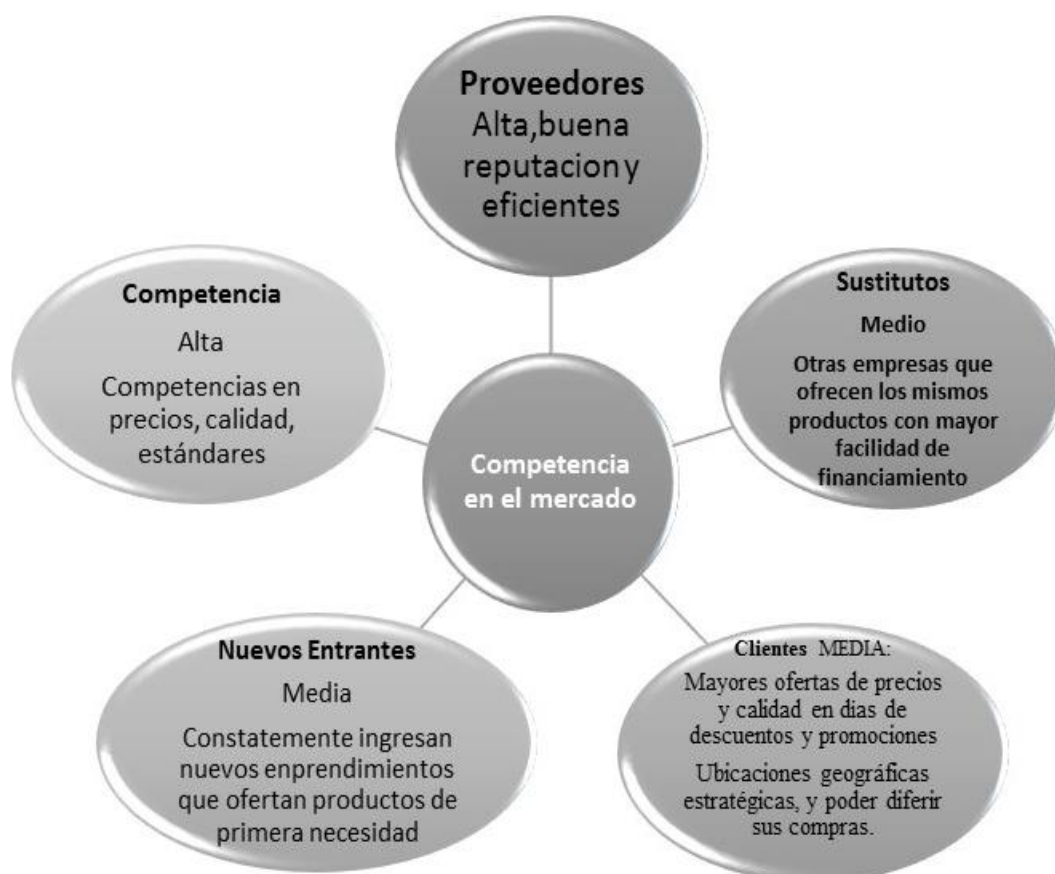 Proveedores
Alta,buena
reputacion y
eficientes
Competencia
Alta
Competencias en
precios, calidad,
estándares
Sustitutos
Medio
Otras empresas que
ofrecen los mismos
productos con mayor
facilidad de
financiamiento
Competencia
en el mercado
Nuevos Entrantes
Media
Constatemente ingresan
nuevos enprendimientos
que ofertan productos de
primera necesidad
Clientes MEDIA:
Mayores ofertas de precios
y calidad en dias de
descuentos y promociones
Ubicaciones geográficas
estratégicas, y poder diferir
sus compras.